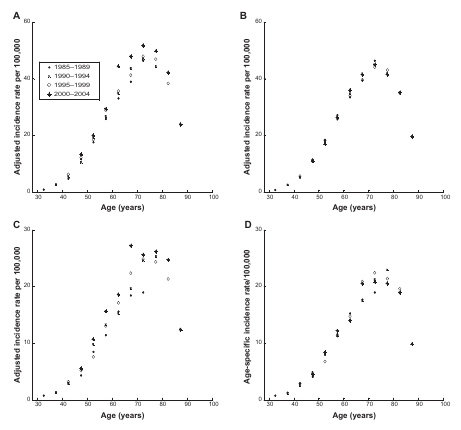 A
Adjusted incidence rate per 100,000
60
40
20
0
1985–1989
1990–1994
1995–1999
2000–2004
30 40 50 60 70 80 90 100
Age (years)
B
Adjusted incidence rate per 100,000
60
40
20
0
30 40 50 60 70 80 90 100
Age (years)
C
Adjusted incidence rate per 100,000
30
20
10
0
30 40 50 60 70 80 90 100
Age (years)
D
Age-specific incidence rate/100,000
30
20
10
0
30 40 50 60 70 80 90 100
Age (years)